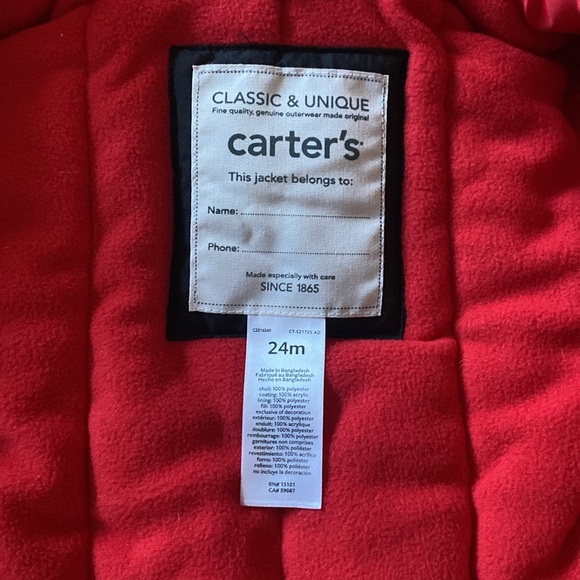 CLASSIC & UNIQUE
Fine quality, genuine outerwear made original
carter's
This jacket belongs to:
Name:
Phone:
Made especially with care
SINCE 1865
CT-521725 AD
24m
Made in Bangladesh
Fabriqué au Bangladesh
Hecho en Bangladesh
shell: 100% polyester
coating: 100% acrylic
lining: 100% polyester
fill: 100% polyester
exclusive of decoration
extérieur: 100% polyester
enduit: 100% acrylique
doublure: 100% polyester
rembourrage: 100% polyester
garnitures non comprises
exterior: 100% poliéster
revestimiento: 100% acrílico
forro: 100% poliéster
relleno: 100% poliéster
no incluye la decoración
RN# 15101
CA# 59087